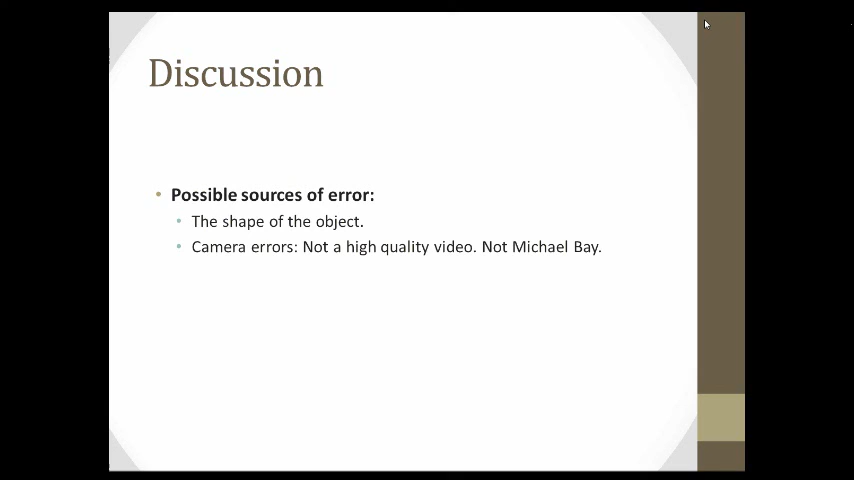 Discussion
Possible sources of error:
The shape of the object.
Camera errors: Not a high quality video. Not Michael Bay.